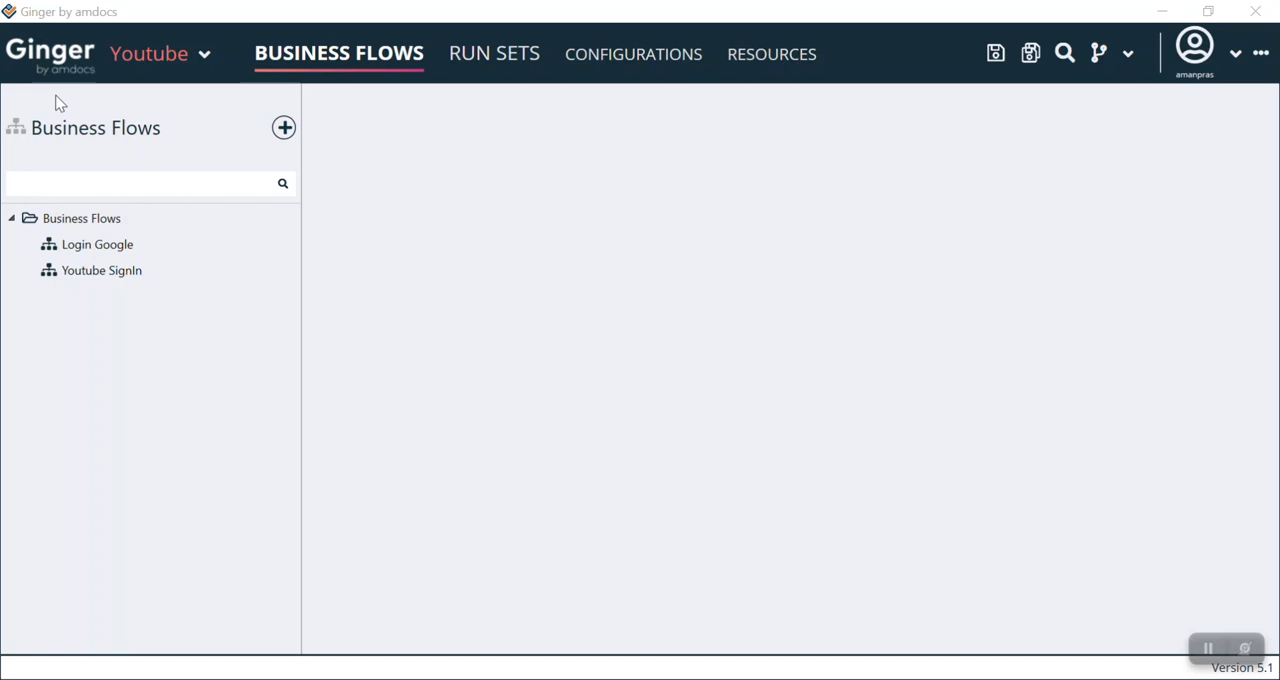 Ginger by amdocs
Ginger by amdocs Youtube BUSINESS FLOWS RUN SETS CONFIGURATIONS RESOURCES amanpras
Business Flows
Business Flows
Login Google
Youtube SignIn
Version 5.1